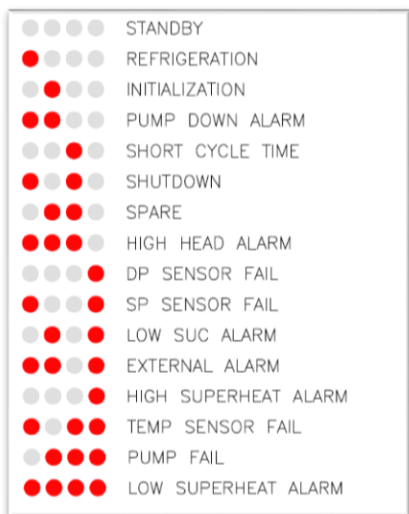 STANDBY
REFRIGERATION
INITIALIZATION
PUMP DOWN ALARM
SHORT CYCLE TIME
SHUTDOWN
SPARE
HIGH HEAD ALARM
DP SENSOR FAIL
SP SENSOR FAIL
LOW SUC ALARM
EXTERNAL ALARM
HIGH SUPERHEAT ALARM
TEMP SENSOR FAIL
PUMP FAIL
LOW SUPERHEAT ALARM